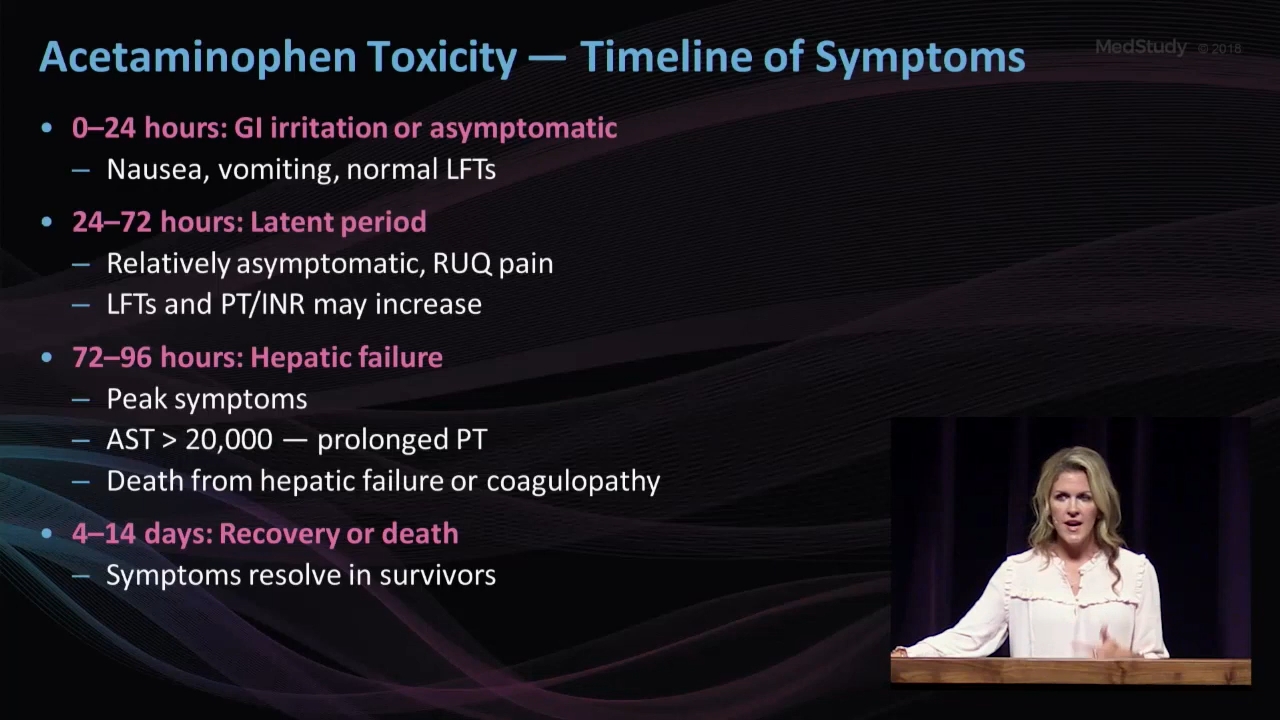 Acetaminophen Toxicity — Timeline of Symptoms
MedStudy © 2018
• 0–24 hours: GI irritation or asymptomatic
– Nausea, vomiting, normal LFTs
• 24–72 hours: Latent period
– Relatively asymptomatic, RUQ pain
– LFTs and PT/INR may increase
• 72–96 hours: Hepatic failure
– Peak symptoms
– AST > 20,000 — prolonged PT
– Death from hepatic failure or coagulopathy
• 4–14 days: Recovery or death
– Symptoms resolve in survivors